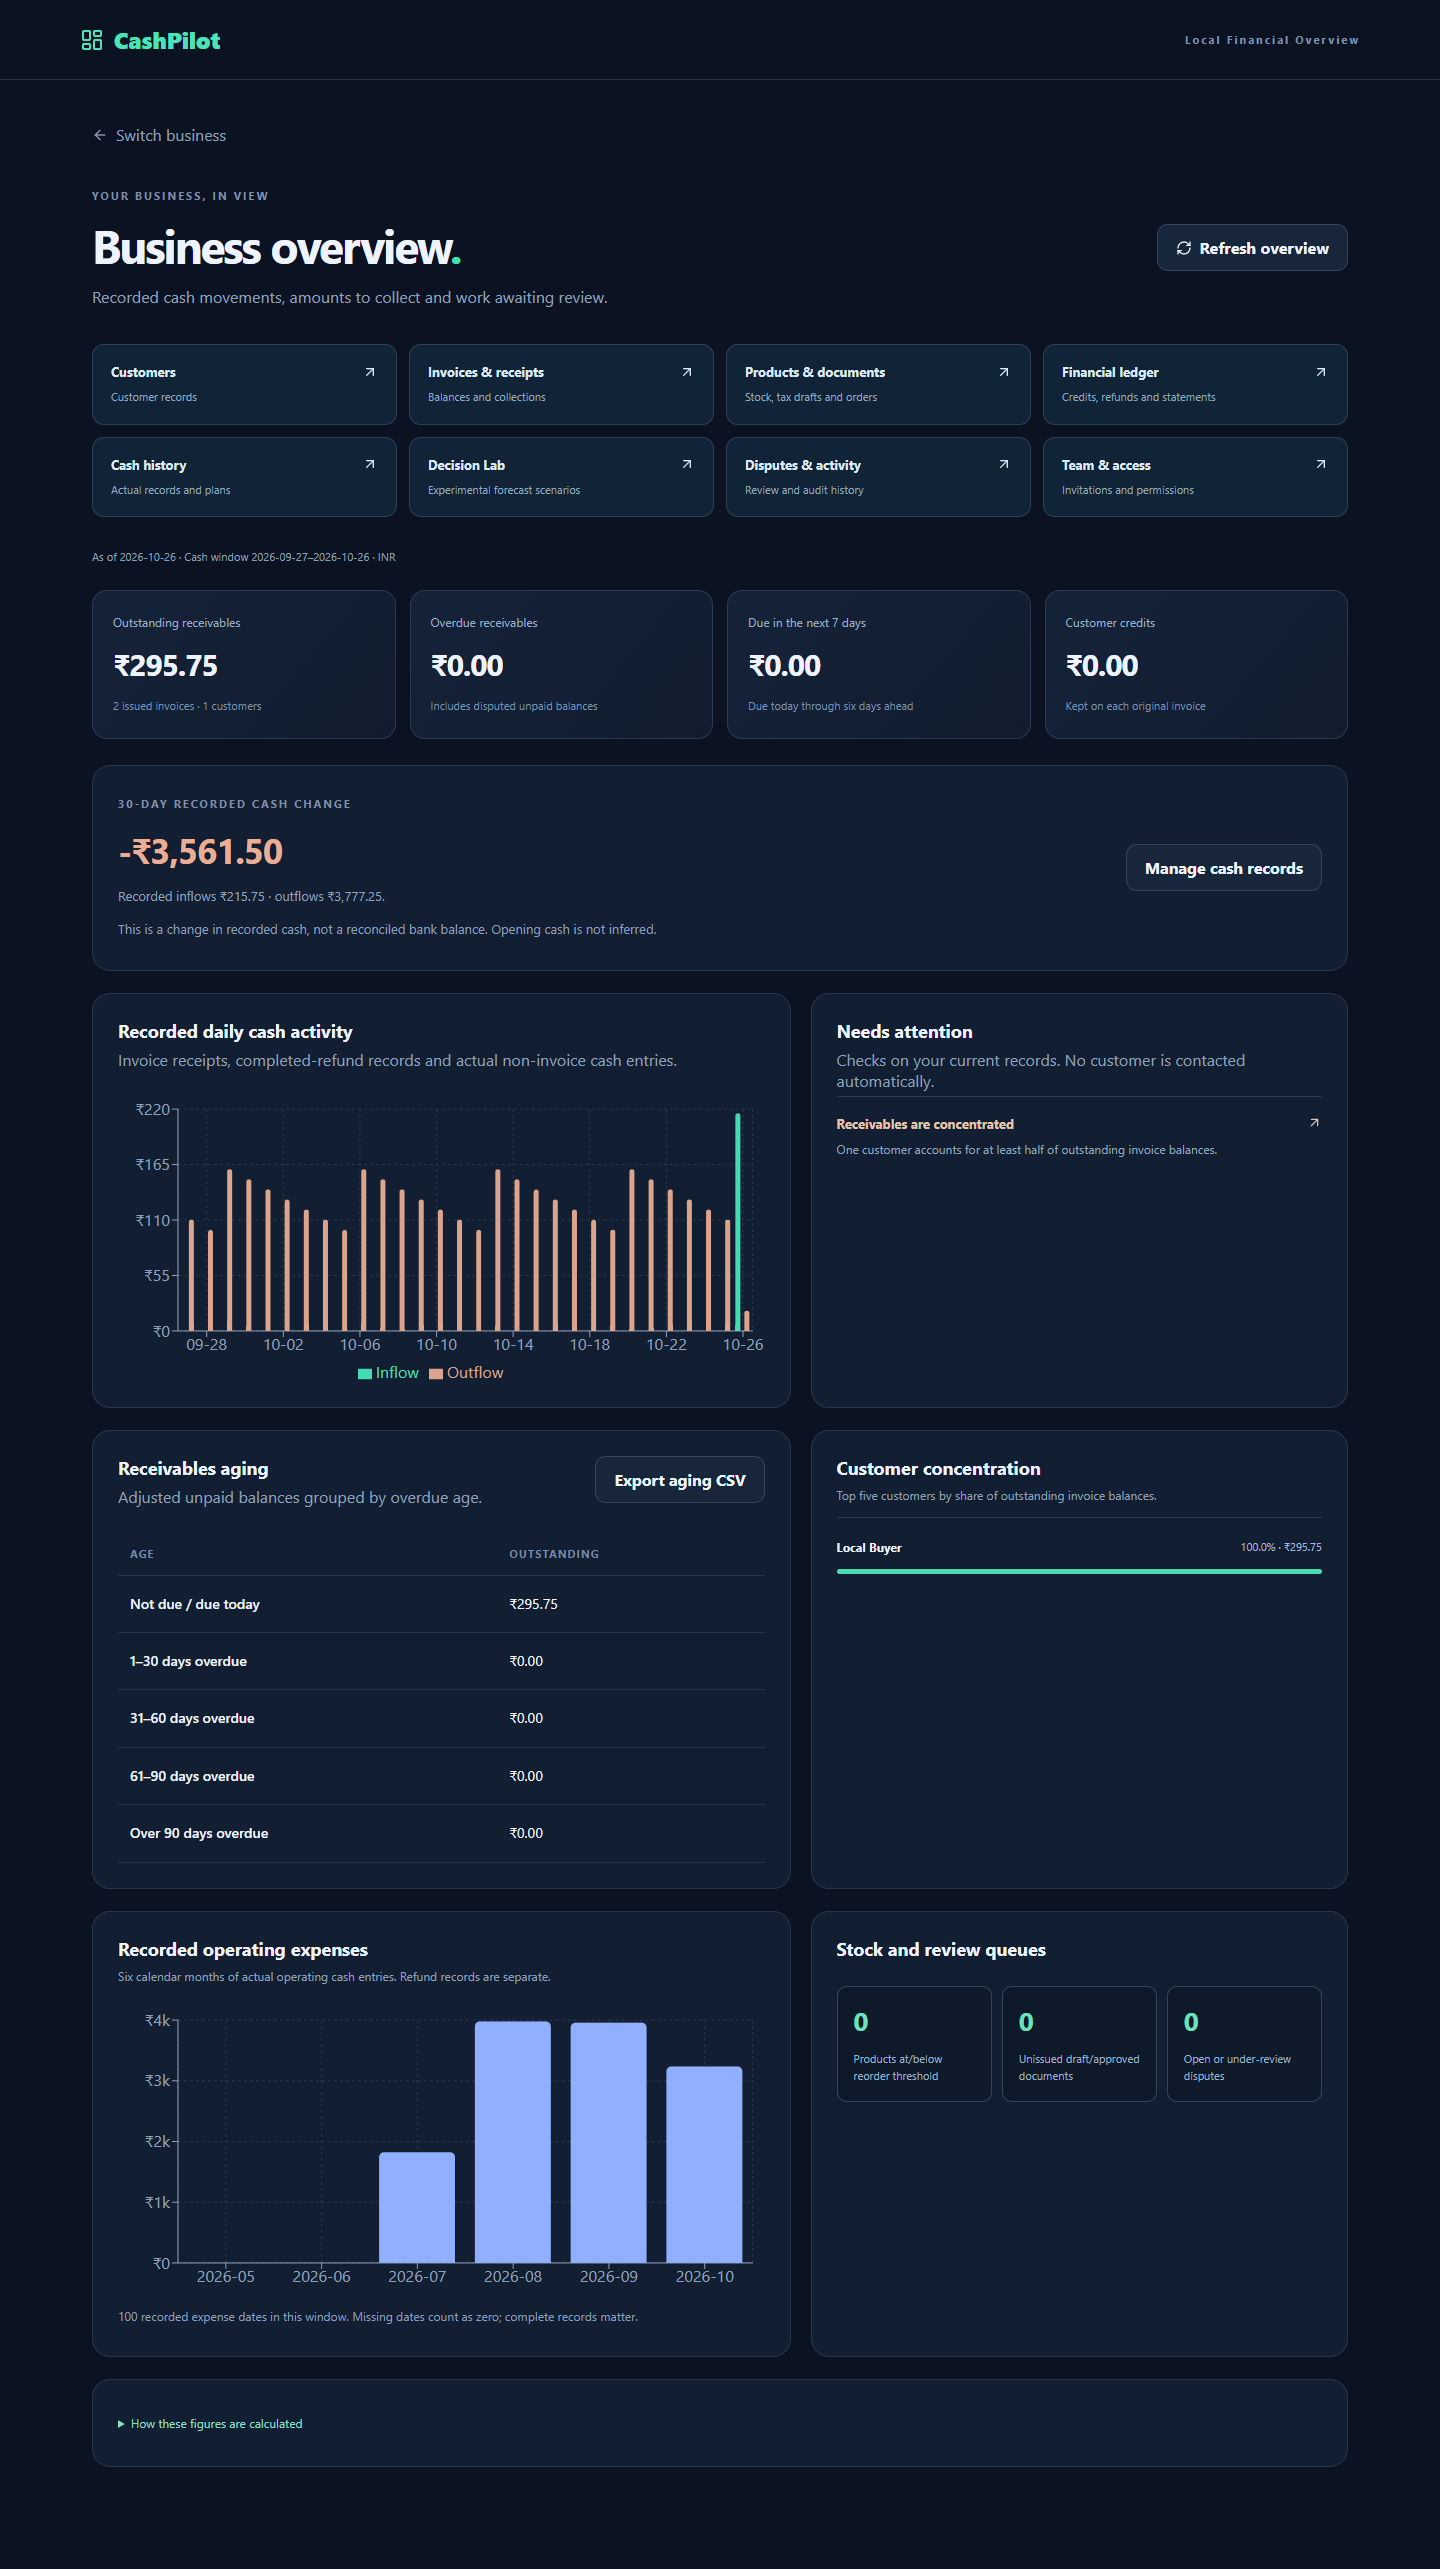 CashPilot
Local Financial Overview
Switch business
YOUR BUSINESS, IN VIEW
Business overview.
Refresh overview
Recorded cash movements, amounts to collect and work awaiting review.
Customers
Customer records
Invoices & receipts
Balances and collections
Products & documents
Stock, tax drafts and orders
Financial ledger
Credits, refunds and statements
Cash history
Actual records and plans
Decision Lab
Experimental forecast scenarios
Disputes & activity
Review and audit history
Team & access
Invitations and permissions
As of 2026-10-26 · Cash window 2026-09-27–2026-10-26 · INR
Outstanding receivables
₹295.75
2 issued invoices · 1 customers
Overdue receivables
₹0.00
Includes disputed unpaid balances
Due in the next 7 days
₹0.00
Due today through six days ahead
Customer credits
₹0.00
Kept on each original invoice
30-DAY RECORDED CASH CHANGE
-₹3,561.50
Recorded inflows ₹215.75 · outflows ₹3,777.25.
This is a change in recorded cash, not a reconciled bank balance. Opening cash is not inferred.
Manage cash records
Recorded daily cash activity
Invoice receipts, completed-refund records and actual non-invoice cash entries.
₹220
₹165
₹110
₹55
₹0
09-28 10-02 10-06 10-10 10-14 10-18 10-22 10-26
Inflow Outflow
Needs attention
Checks on your current records. No customer is contacted
automatically.
Receivables are concentrated
One customer accounts for at least half of outstanding invoice balances.
Receivables aging
Adjusted unpaid balances grouped by overdue age.
Export aging CSV
AGE OUTSTANDING
Not due / due today ₹295.75
1–30 days overdue ₹0.00
31–60 days overdue ₹0.00
61–90 days overdue ₹0.00
Over 90 days overdue ₹0.00
Customer concentration
Top five customers by share of outstanding invoice balances.
Local Buyer 100.0% · ₹295.75
Recorded operating expenses
Six calendar months of actual operating cash entries. Refund records are separate.
₹4k
₹3k
₹2k
₹1k
₹0
2026-05 2026-06 2026-07 2026-08 2026-09 2026-10
100 recorded expense dates in this window. Missing dates count as zero; complete records matter.
Stock and review queues
0
Products at/below
reorder threshold
0
Unissued draft/approved
documents
0
Open or under-review
disputes
How these figures are calculated